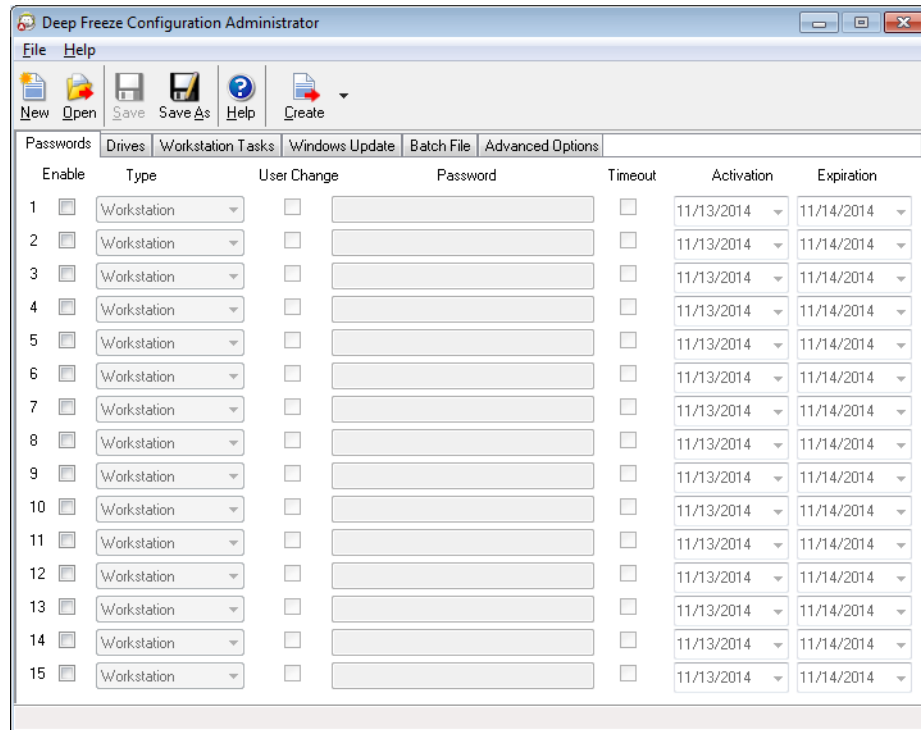 Deep Freeze Configuration Administrator
File Help
New Open Save Save As Help Create
Passwords Drives Workstation Tasks Windows Update Batch File Advanced Options
Enable Type User Change Password Timeout Activation Expiration
1 Workstation 11/13/2014 11/14/2014
2 Workstation 11/13/2014 11/14/2014
3 Workstation 11/13/2014 11/14/2014
4 Workstation 11/13/2014 11/14/2014
5 Workstation 11/13/2014 11/14/2014
6 Workstation 11/13/2014 11/14/2014
7 Workstation 11/13/2014 11/14/2014
8 Workstation 11/13/2014 11/14/2014
9 Workstation 11/13/2014 11/14/2014
10 Workstation 11/13/2014 11/14/2014
11 Workstation 11/13/2014 11/14/2014
12 Workstation 11/13/2014 11/14/2014
13 Workstation 11/13/2014 11/14/2014
14 Workstation 11/13/2014 11/14/2014
15 Workstation 11/13/2014 11/14/2014